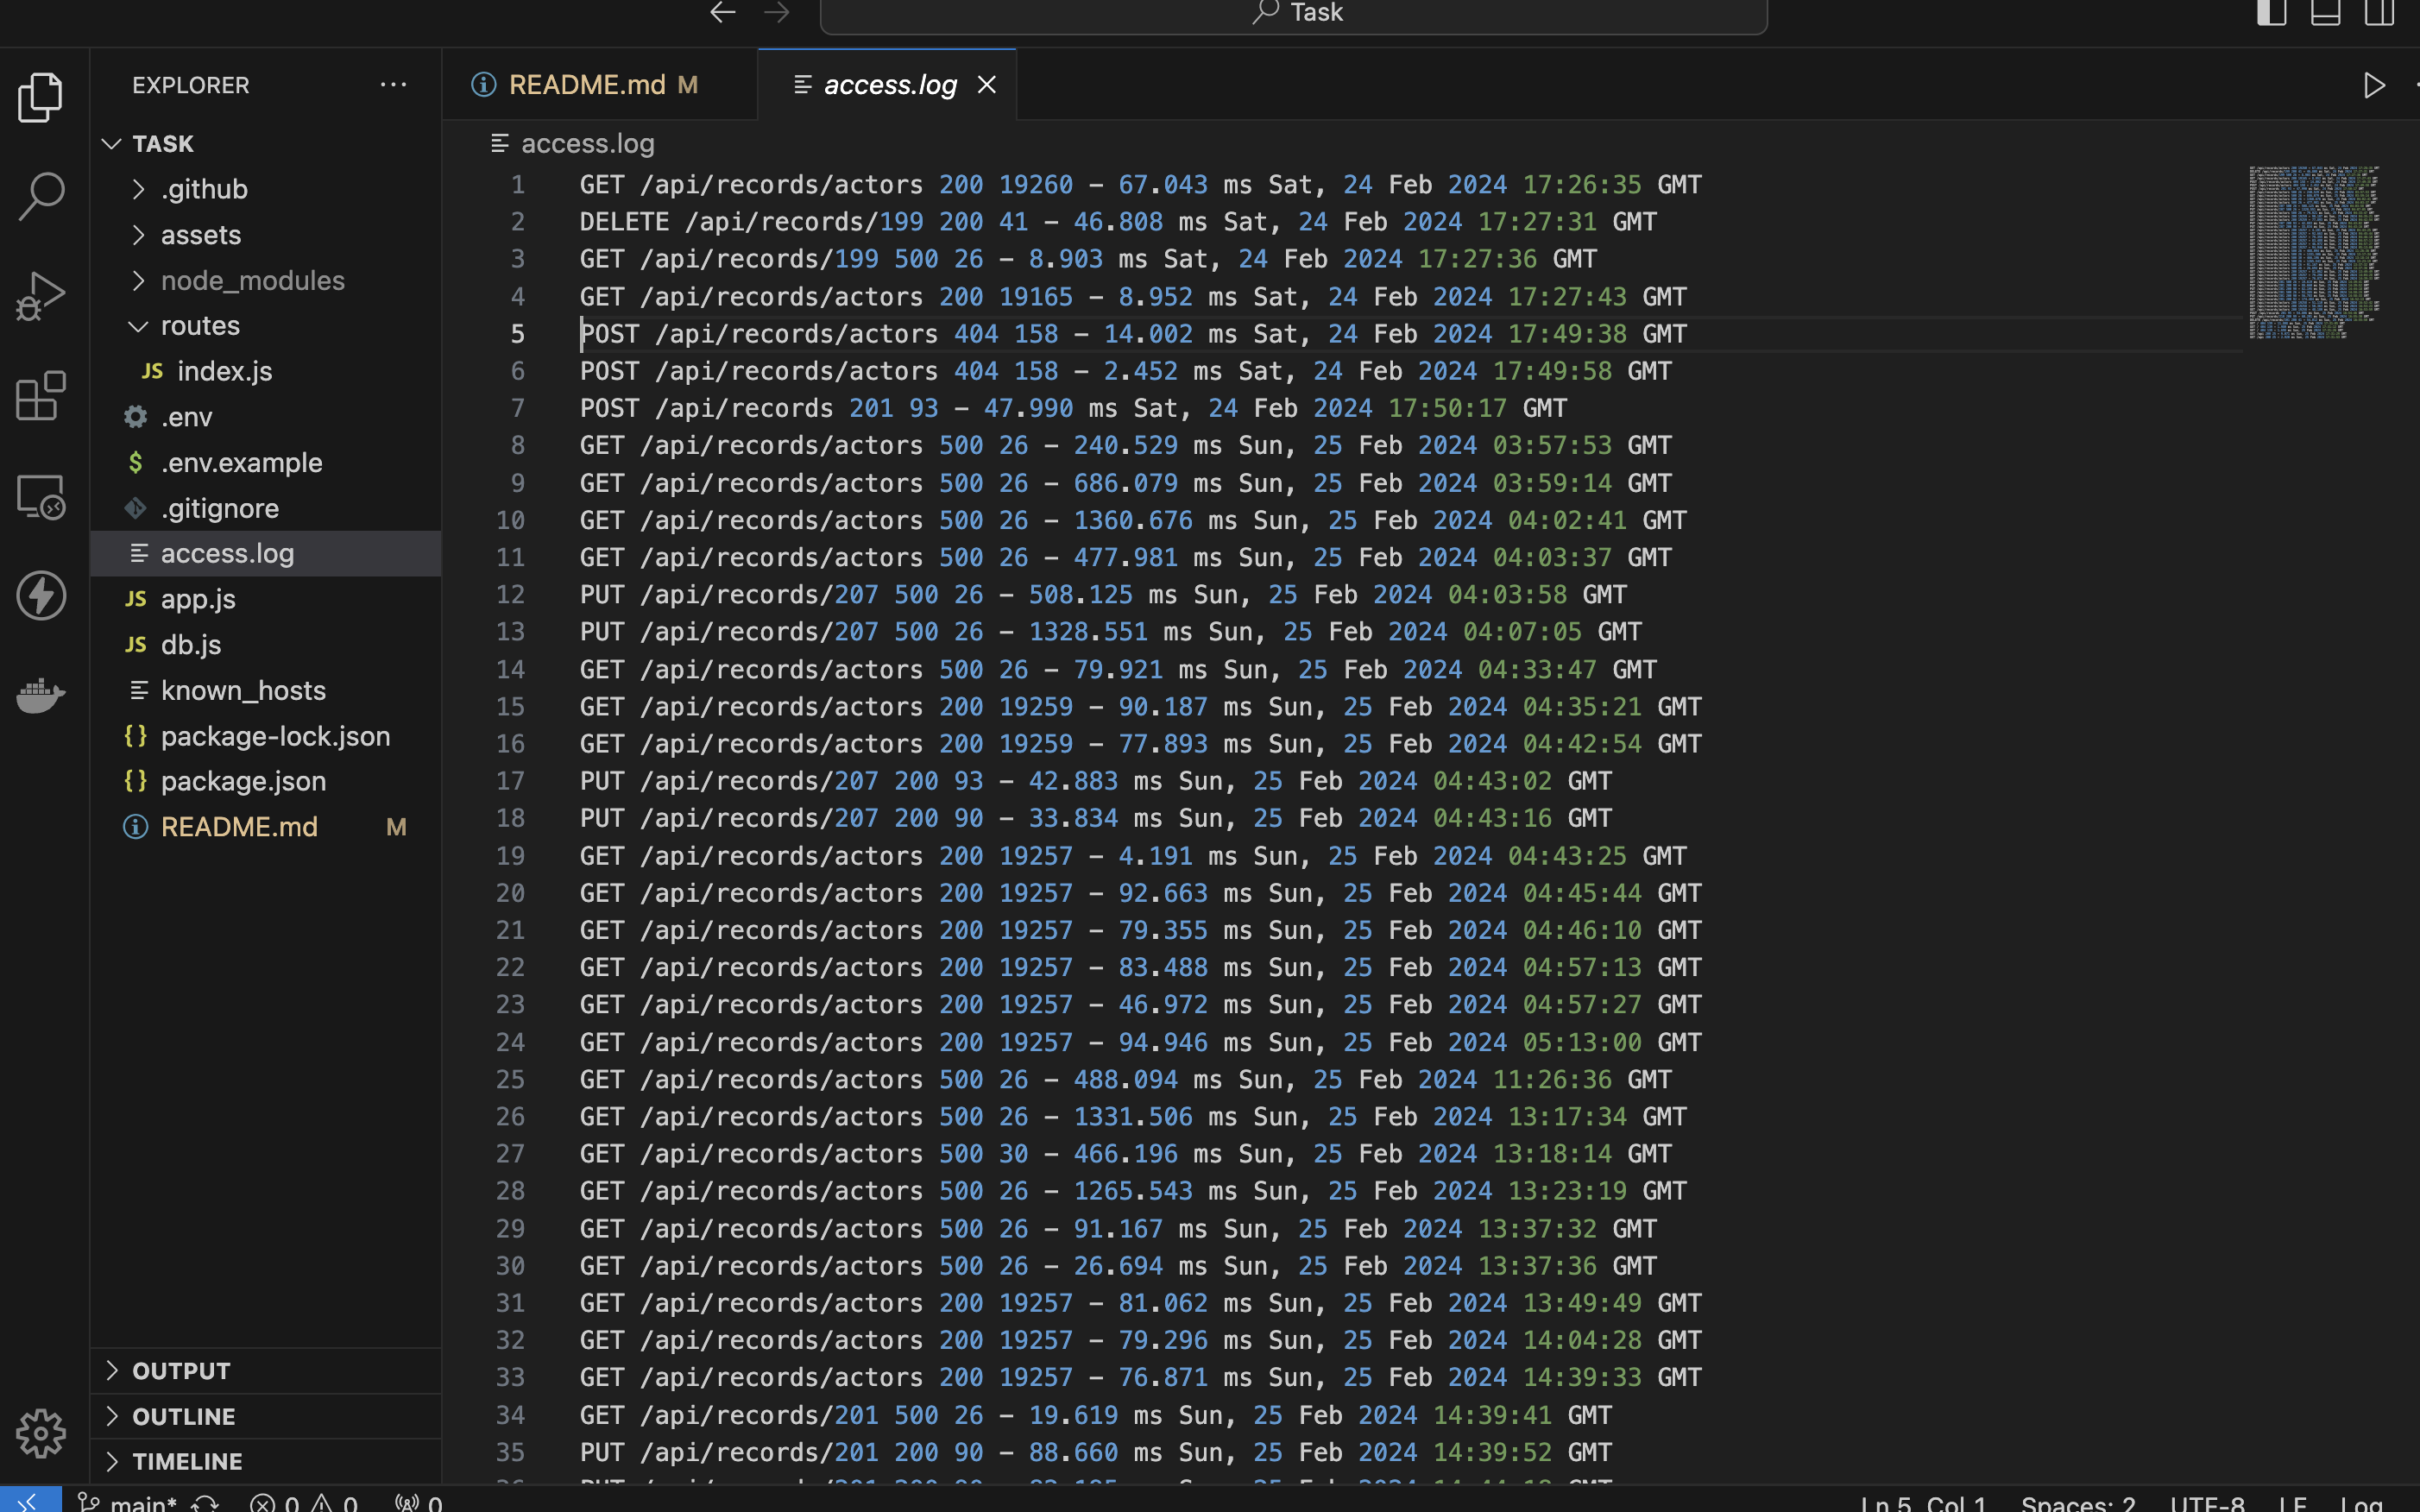 Task
EXPLORER
TASK
.github
assets
node_modules
routes
JS index.js
.env
$ .env.example
.gitignore
access.log
JS app.js
JS db.js
known_hosts
{} package-lock.json
{} package.json
README.md M
OUTPUT
OUTLINE
TIMELINE
README.md M
access.log
access.log
1 GET /api/records/actors 200 19260 - 67.043 ms Sat, 24 Feb 2024 17:26:35 GMT
2 DELETE /api/records/199 200 41 - 46.808 ms Sat, 24 Feb 2024 17:27:31 GMT
3 GET /api/records/199 500 26 - 8.903 ms Sat, 24 Feb 2024 17:27:36 GMT
4 GET /api/records/actors 200 19165 - 8.952 ms Sat, 24 Feb 2024 17:27:43 GMT
5 POST /api/records/actors 404 158 - 14.002 ms Sat, 24 Feb 2024 17:49:38 GMT
6 POST /api/records/actors 404 158 - 2.452 ms Sat, 24 Feb 2024 17:49:58 GMT
7 POST /api/records 201 93 - 47.990 ms Sat, 24 Feb 2024 17:50:17 GMT
8 GET /api/records/actors 500 26 - 240.529 ms Sun, 25 Feb 2024 03:57:53 GMT
9 GET /api/records/actors 500 26 - 686.079 ms Sun, 25 Feb 2024 03:59:14 GMT
10 GET /api/records/actors 500 26 - 1360.676 ms Sun, 25 Feb 2024 04:02:41 GMT
11 GET /api/records/actors 500 26 - 477.981 ms Sun, 25 Feb 2024 04:03:37 GMT
12 PUT /api/records/207 500 26 - 508.125 ms Sun, 25 Feb 2024 04:03:58 GMT
13 PUT /api/records/207 500 26 - 1328.551 ms Sun, 25 Feb 2024 04:07:05 GMT
14 GET /api/records/actors 500 26 - 79.921 ms Sun, 25 Feb 2024 04:33:47 GMT
15 GET /api/records/actors 200 19259 - 90.187 ms Sun, 25 Feb 2024 04:35:21 GMT
16 GET /api/records/actors 200 19259 - 77.893 ms Sun, 25 Feb 2024 04:42:54 GMT
17 PUT /api/records/207 200 93 - 42.883 ms Sun, 25 Feb 2024 04:43:02 GMT
18 PUT /api/records/207 200 90 - 33.834 ms Sun, 25 Feb 2024 04:43:16 GMT
19 GET /api/records/actors 200 19257 - 4.191 ms Sun, 25 Feb 2024 04:43:25 GMT
20 GET /api/records/actors 200 19257 - 92.663 ms Sun, 25 Feb 2024 04:45:44 GMT
21 GET /api/records/actors 200 19257 - 79.355 ms Sun, 25 Feb 2024 04:46:10 GMT
22 GET /api/records/actors 200 19257 - 83.488 ms Sun, 25 Feb 2024 04:57:13 GMT
23 GET /api/records/actors 200 19257 - 46.972 ms Sun, 25 Feb 2024 04:57:27 GMT
24 GET /api/records/actors 200 19257 - 94.946 ms Sun, 25 Feb 2024 05:13:00 GMT
25 GET /api/records/actors 500 26 - 488.094 ms Sun, 25 Feb 2024 11:26:36 GMT
26 GET /api/records/actors 500 26 - 1331.506 ms Sun, 25 Feb 2024 13:17:34 GMT
27 GET /api/records/actors 500 30 - 466.196 ms Sun, 25 Feb 2024 13:18:14 GMT
28 GET /api/records/actors 500 26 - 1265.543 ms Sun, 25 Feb 2024 13:23:19 GMT
29 GET /api/records/actors 500 26 - 91.167 ms Sun, 25 Feb 2024 13:37:32 GMT
30 GET /api/records/actors 500 26 - 26.694 ms Sun, 25 Feb 2024 13:37:36 GMT
31 GET /api/records/actors 200 19257 - 81.062 ms Sun, 25 Feb 2024 13:49:49 GMT
32 GET /api/records/actors 200 19257 - 79.296 ms Sun, 25 Feb 2024 14:04:28 GMT
33 GET /api/records/actors 200 19257 - 76.871 ms Sun, 25 Feb 2024 14:39:33 GMT
34 GET /api/records/201 500 26 - 19.619 ms Sun, 25 Feb 2024 14:39:41 GMT
35 PUT /api/records/201 200 90 - 88.660 ms Sun, 25 Feb 2024 14:39:52 GMT
main* 0 0 0 Ln 5, Col 1 Spaces: 2 UTF-8 LF Log